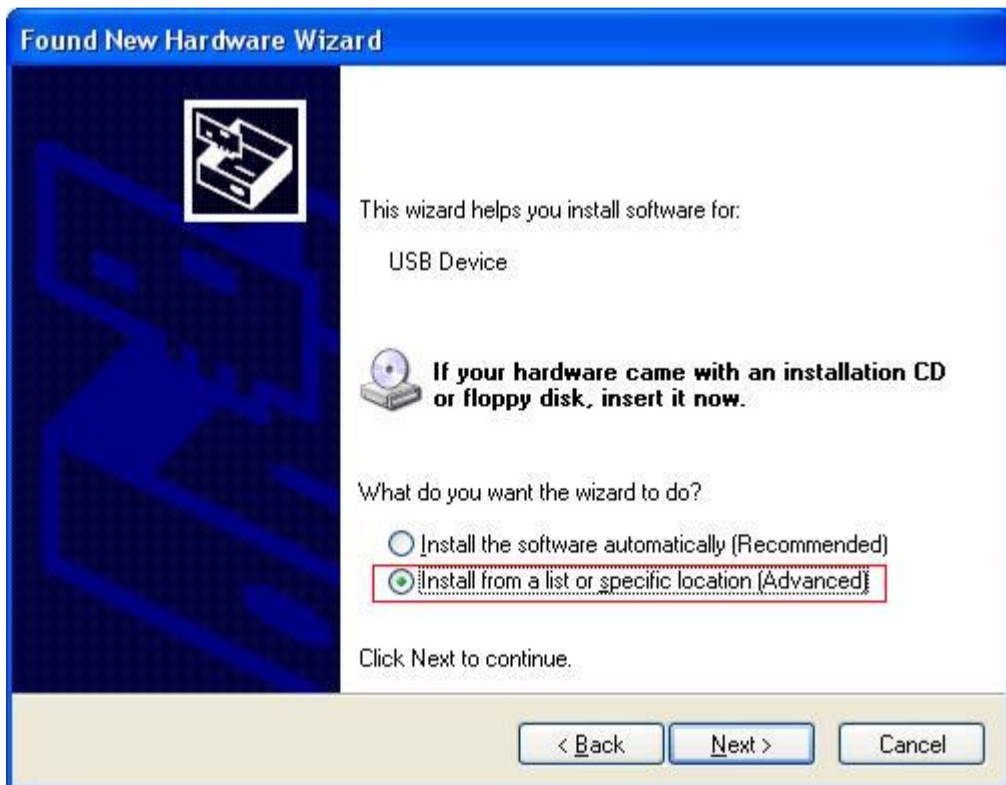 Found New Hardware Wizard
This wizard helps you install software for:
USB Device
If your hardware came with an installation CD
or floppy disk, insert it now.
What do you want the wizard to do?
Install the software automatically (Recommended)
Install from a list or specific location (Advanced)
Click Next to continue.
< Back
Next >
Cancel